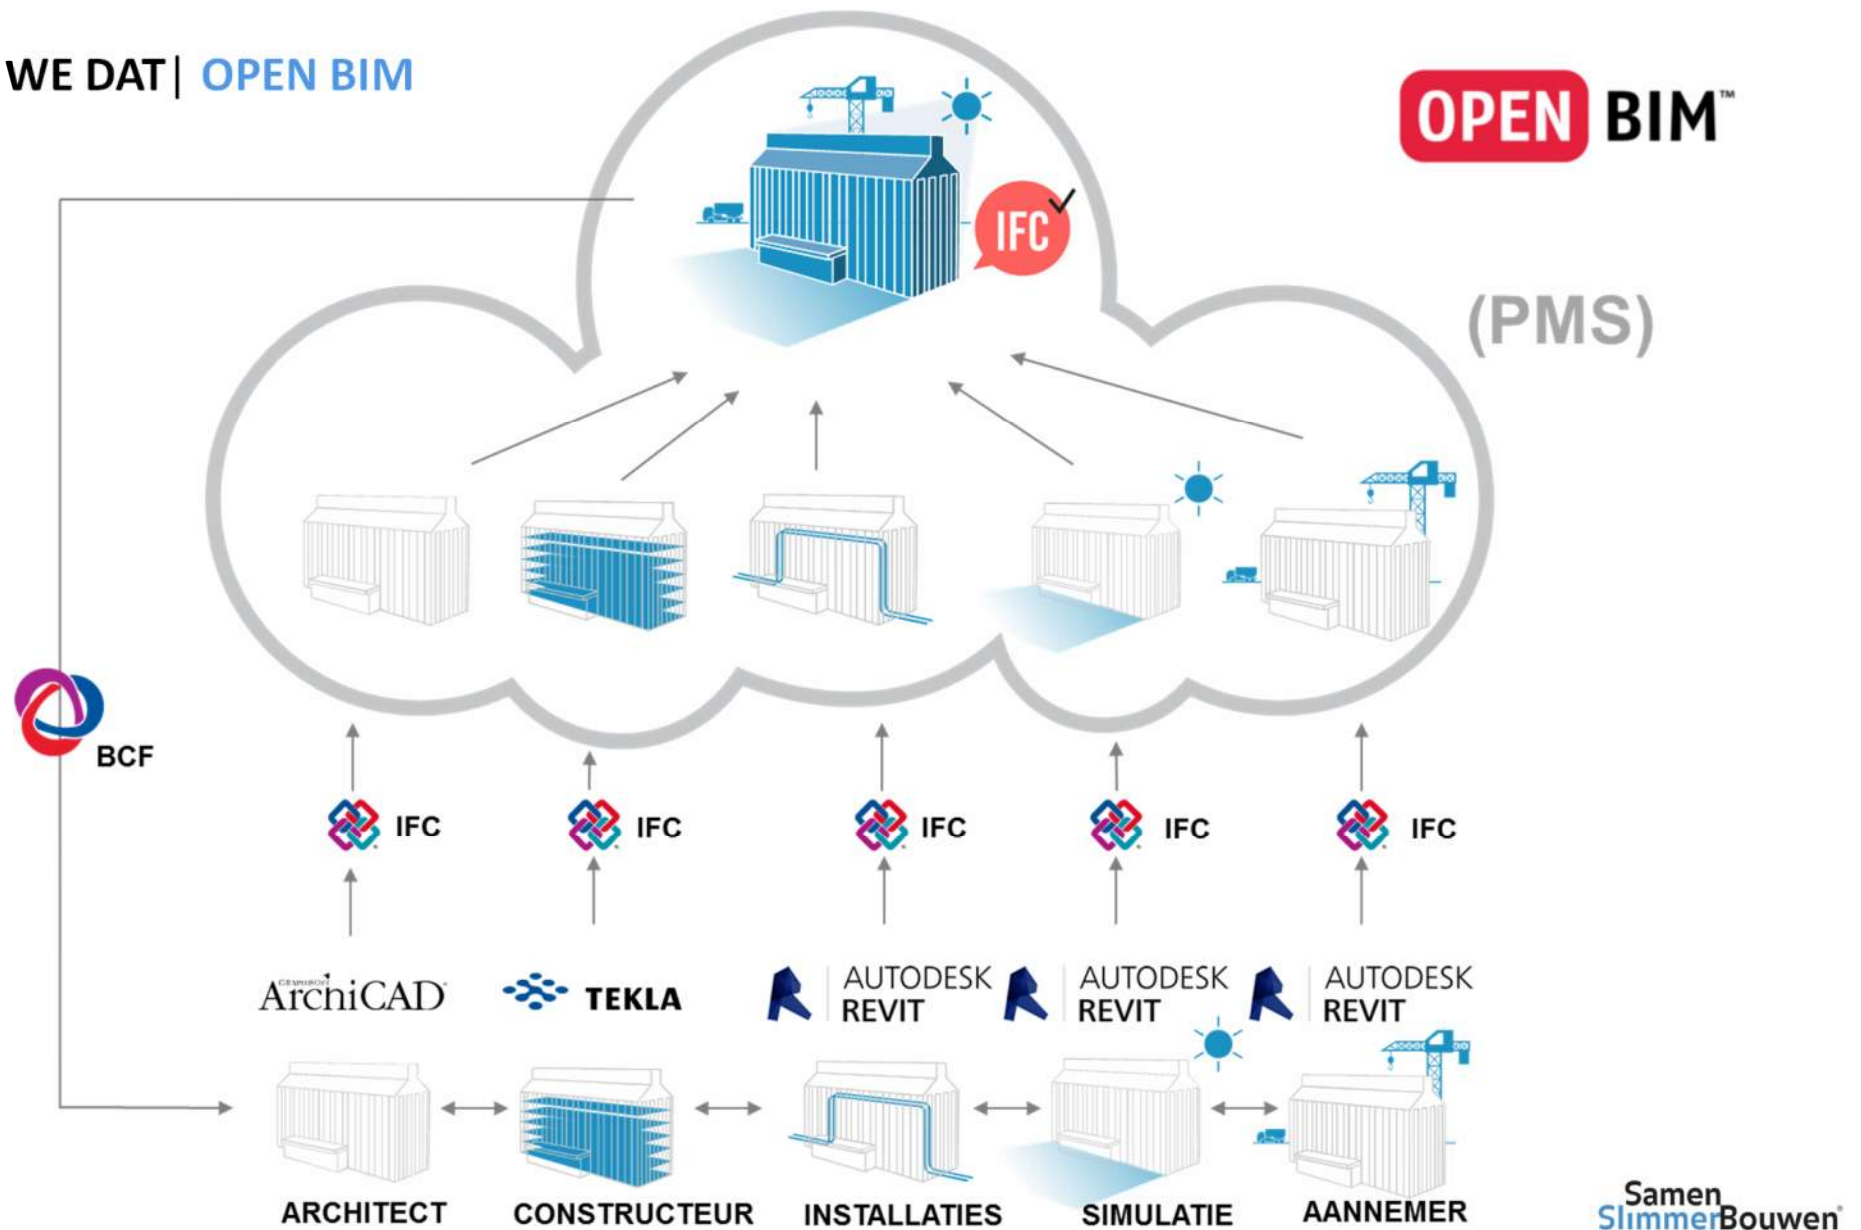 WE DAT| OPEN BIM
OPEN BIM™
IFC
(PMS)
BCF
IFC IFC IFC IFC IFC
GRAPHISOFT
ArchiCAD TEKLA AUTODESK REVIT AUTODESK REVIT AUTODESK REVIT
ARCHITECT CONSTRUCTEUR INSTALLATIES SIMULATIE AANNEMER
Samen
SlimmerBouwen®